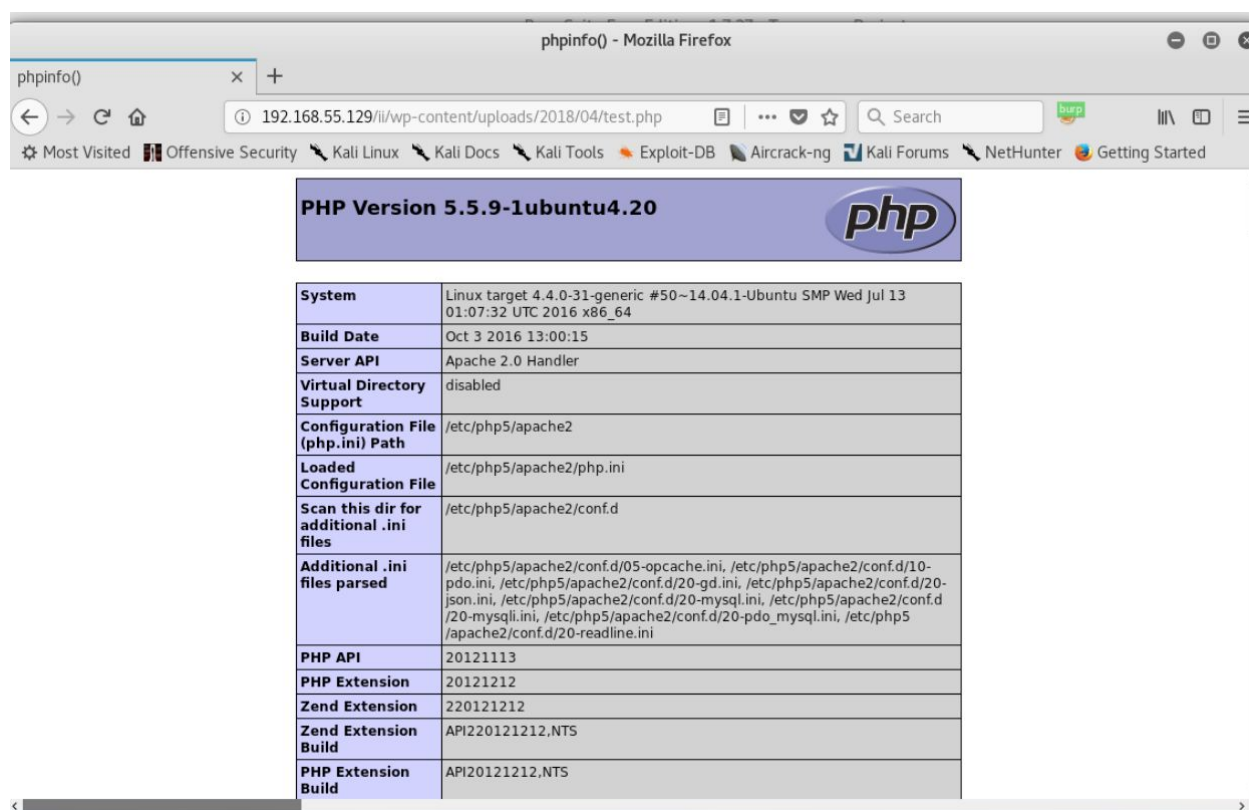 phpinfo() - Mozilla Firefox
phpinfo()
192.168.55.129/ii/wp-content/uploads/2018/04/test.php
Search
burp
Most Visited
Offensive Security
Kali Linux
Kali Docs
Kali Tools
Exploit-DB
Aircrack-ng
Kali Forums
NetHunter
Getting Started
PHP Version 5.5.9-1ubuntu4.20
php
System
Linux target 4.4.0-31-generic #50~14.04.1-Ubuntu SMP Wed Jul 13
01:07:32 UTC 2016 x86_64
Build Date
Oct 3 2016 13:00:15
Server API
Apache 2.0 Handler
Virtual Directory
Support
disabled
Configuration File
(php.ini) Path
/etc/php5/apache2
Loaded
Configuration File
/etc/php5/apache2/php.ini
Scan this dir for
additional .ini
files
/etc/php5/apache2/conf.d
Additional .ini
files parsed
/etc/php5/apache2/conf.d/05-opcache.ini, /etc/php5/apache2/conf.d/10-
pdo.ini, /etc/php5/apache2/conf.d/20-gd.ini, /etc/php5/apache2/conf.d/20-
json.ini, /etc/php5/apache2/conf.d/20-mysql.ini, /etc/php5/apache2/conf.d
/20-mysqli.ini, /etc/php5/apache2/conf.d/20-pdo_mysql.ini, /etc/php5
/apache2/conf.d/20-readline.ini
PHP API
20121113
PHP Extension
20121212
Zend Extension
220121212
Zend Extension
Build
API220121212,NTS
PHP Extension
Build
API20121212,NTS